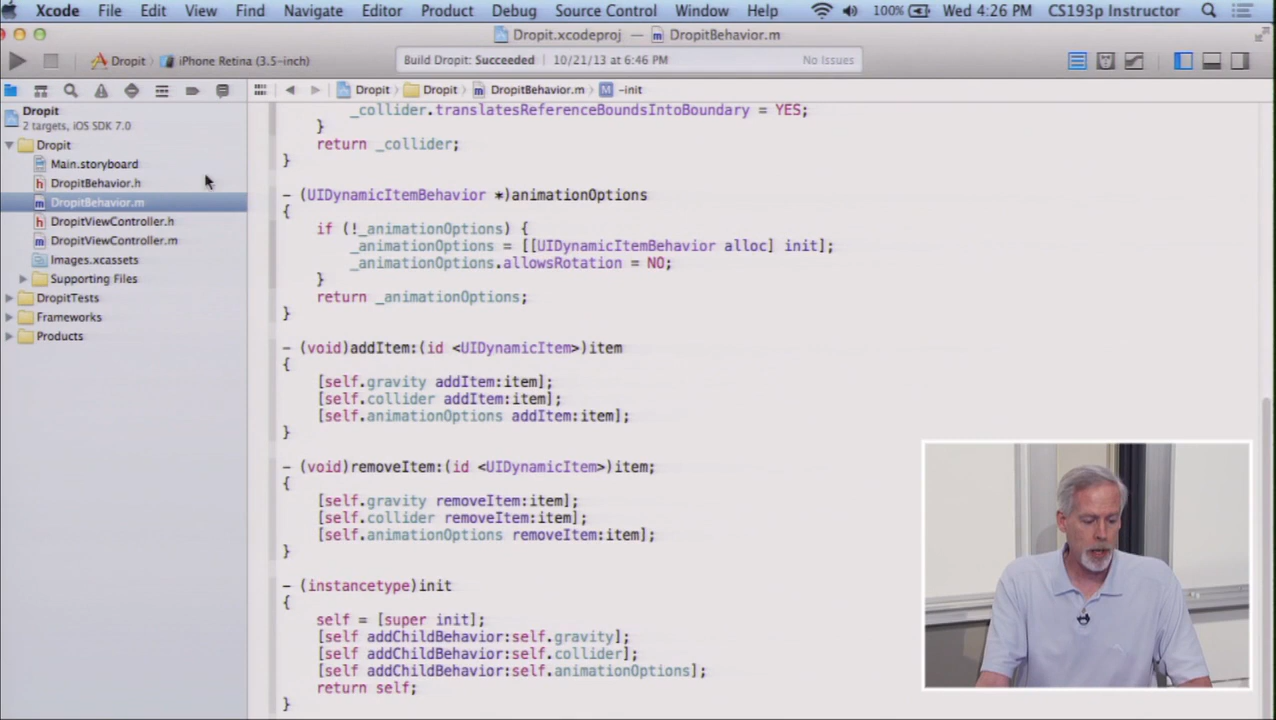 Xcode File Edit View Find Navigate Editor Product Debug Source Control Window Help 100% Wed 4:26 PM CS193p Instructor
Dropit.xcodeproj — DropitBehavior.m
Dropit iPhone Retina (3.5-inch) Build Dropit: Succeeded 10/21/13 at 6:46 PM No Issues
Dropit Dropit DropitBehavior.m M -init
Dropit
2 targets, iOS SDK 7.0
Dropit
Main.storyboard
h DropitBehavior.h
m DropitBehavior.m
h DropitViewController.h
m DropitViewController.m
Images.xcassets
Supporting Files
DropitTests
Frameworks
Products
_collider.translatesReferenceBoundsIntoBoundary = YES;
}
return _collider;
}
- (UIDynamicItemBehavior *)animationOptions
{
if (!_animationOptions) {
_animationOptions = [[UIDynamicItemBehavior alloc] init];
_animationOptions.allowsRotation = NO;
}
return _animationOptions;
}
- (void)addItem:(id <UIDynamicItem>)item
{
[self.gravity addItem:item];
[self.collider addItem:item];
[self.animationOptions addItem:item];
}
- (void)removeItem:(id <UIDynamicItem>)item;
{
[self.gravity removeItem:item];
[self.collider removeItem:item];
[self.animationOptions removeItem:item];
}
- (instancetype)init
{
self = [super init];
[self addChildBehavior:self.gravity];
[self addChildBehavior:self.collider];
[self addChildBehavior:self.animationOptions];
return self;
}